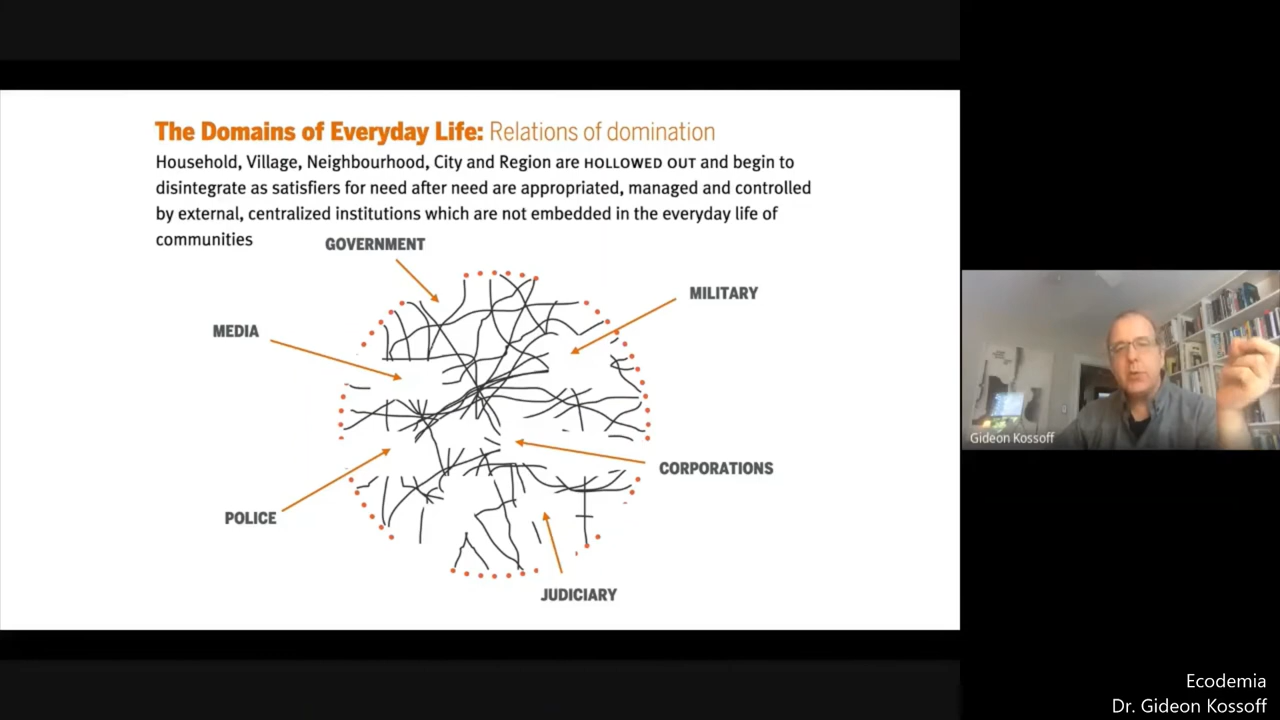 The Domains of Everyday Life: Relations of domination
Household, Village, Neighbourhood, City and Region are HOLLOWED OUT and begin to
disintegrate as satisfiers for need after need are appropriated, managed and controlled
by external, centralized institutions which are not embedded in the everyday life of
communities
GOVERNMENT
MILITARY
MEDIA
CORPORATIONS
POLICE
JUDICIARY
Gideon Kossoff
Ecodemia
Dr. Gideon Kossoff